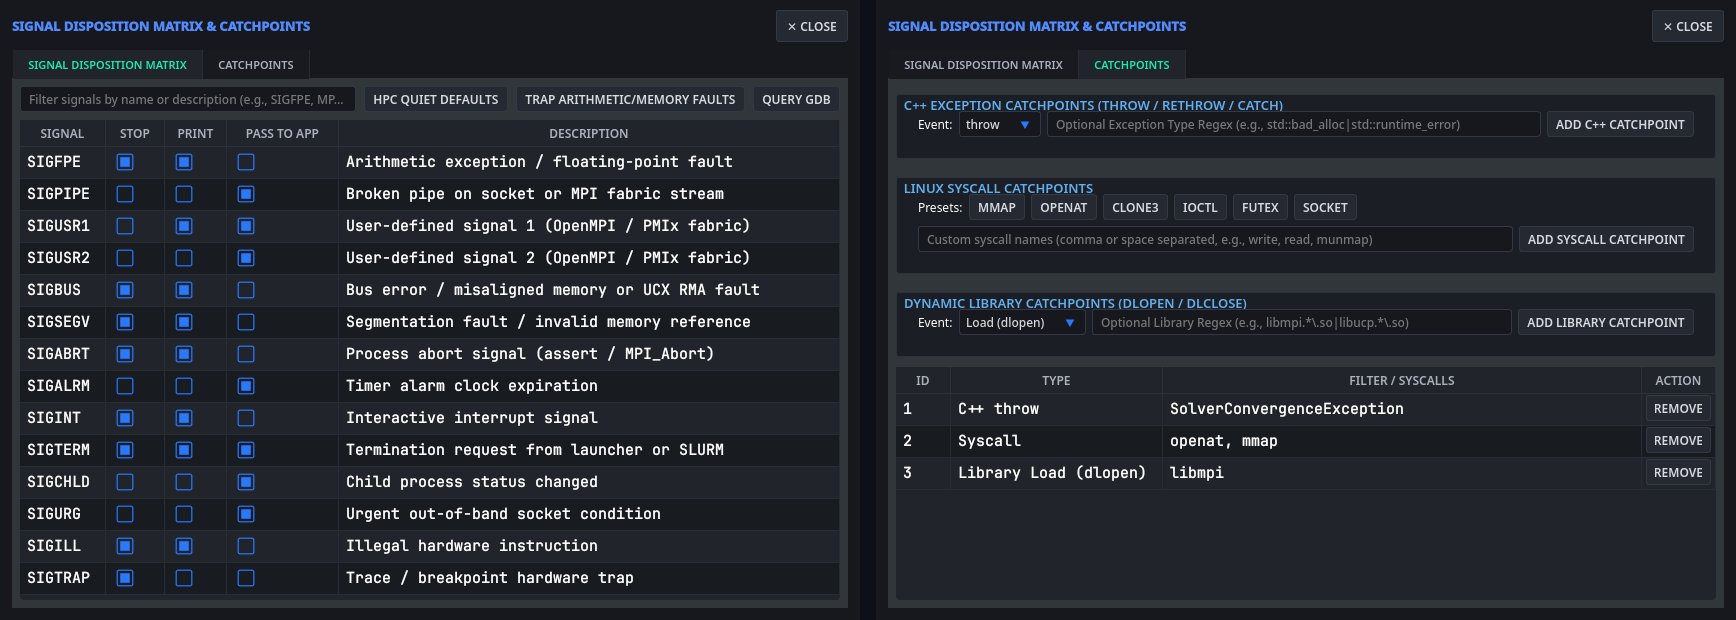 SIGNAL DISPOSITION MATRIX & CATCHPOINTS
× CLOSE
SIGNAL DISPOSITION MATRIX CATCHPOINTS
Filter signals by name or description (e.g., SIGFPE, MP... HPC QUIET DEFAULTS TRAP ARITHMETIC/MEMORY FAULTS QUERY GDB
SIGNAL STOP PRINT PASS TO APP DESCRIPTION
SIGFPE Arithmetic exception / floating-point fault
SIGPIPE Broken pipe on socket or MPI fabric stream
SIGUSR1 User-defined signal 1 (OpenMPI / PMIx fabric)
SIGUSR2 User-defined signal 2 (OpenMPI / PMIx fabric)
SIGBUS Bus error / misaligned memory or UCX RMA fault
SIGSEGV Segmentation fault / invalid memory reference
SIGABRT Process abort signal (assert / MPI_Abort)
SIGALRM Timer alarm clock expiration
SIGINT Interactive interrupt signal
SIGTERM Termination request from launcher or SLURM
SIGCHLD Child process status changed
SIGURG Urgent out-of-band socket condition
SIGILL Illegal hardware instruction
SIGTRAP Trace / breakpoint hardware trap
SIGNAL DISPOSITION MATRIX & CATCHPOINTS
× CLOSE
SIGNAL DISPOSITION MATRIX CATCHPOINTS
C++ EXCEPTION CATCHPOINTS (THROW / RETHROW / CATCH)
Event: throw Optional Exception Type Regex (e.g., std::bad_alloc|std::runtime_error) ADD C++ CATCHPOINT
LINUX SYSCALL CATCHPOINTS
Presets: MMAP OPENAT CLONE3 IOCTL FUTEX SOCKET
Custom syscall names (comma or space separated, e.g., write, read, munmap) ADD SYSCALL CATCHPOINT
DYNAMIC LIBRARY CATCHPOINTS (DLOPEN / DLCLOSE)
Event: Load (dlopen) Optional Library Regex (e.g., libmpi.*\.so|libucp.*\.so) ADD LIBRARY CATCHPOINT
ID TYPE FILTER / SYSCALLS ACTION
1 C++ throw SolverConvergenceException REMOVE
2 Syscall openat, mmap REMOVE
3 Library Load (dlopen) libmpi REMOVE